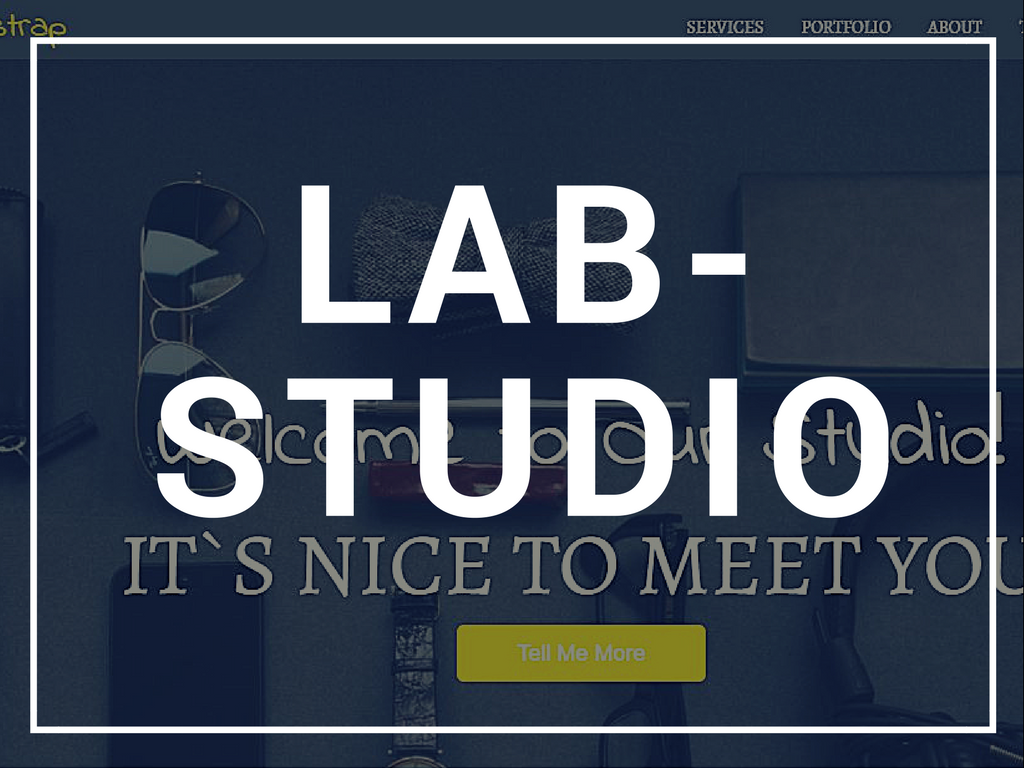 strap
SERVICES PORTFOLIO ABOUT
LAB-
STUDIO
Welcome to Our Studio!
IT`S NICE TO MEET YOU
Tell Me More